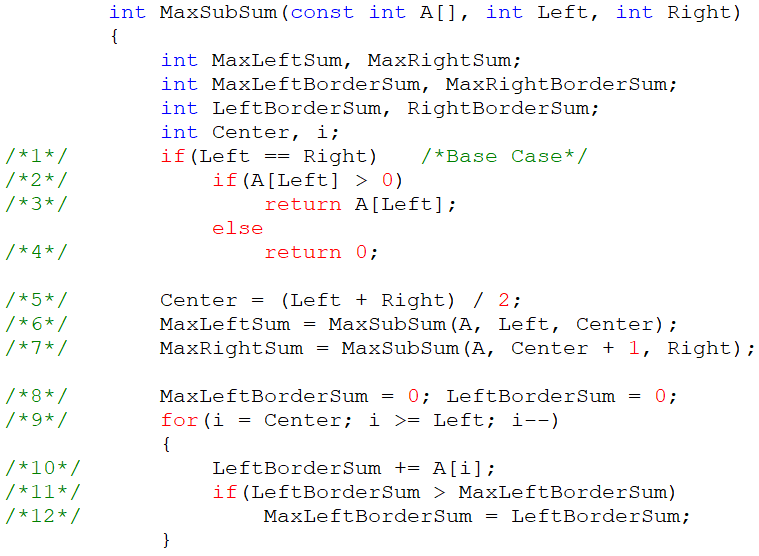 int MaxSubSum(const int A[], int Left, int Right)
{
int MaxLeftSum, MaxRightSum;
int MaxLeftBorderSum, MaxRightBorderSum;
int LeftBorderSum, RightBorderSum;
int Center, i;
/*1*/ if(Left == Right) /*Base Case*/
/*2*/ if(A[Left] > 0)
/*3*/ return A[Left];
else
/*4*/ return 0;
/*5*/ Center = (Left + Right) / 2;
/*6*/ MaxLeftSum = MaxSubSum(A, Left, Center);
/*7*/ MaxRightSum = MaxSubSum(A, Center + 1, Right);
/*8*/ MaxLeftBorderSum = 0; LeftBorderSum = 0;
/*9*/ for(i = Center; i >= Left; i--)
{
/*10*/ LeftBorderSum += A[i];
/*11*/ if(LeftBorderSum > MaxLeftBorderSum)
/*12*/ MaxLeftBorderSum = LeftBorderSum;
}